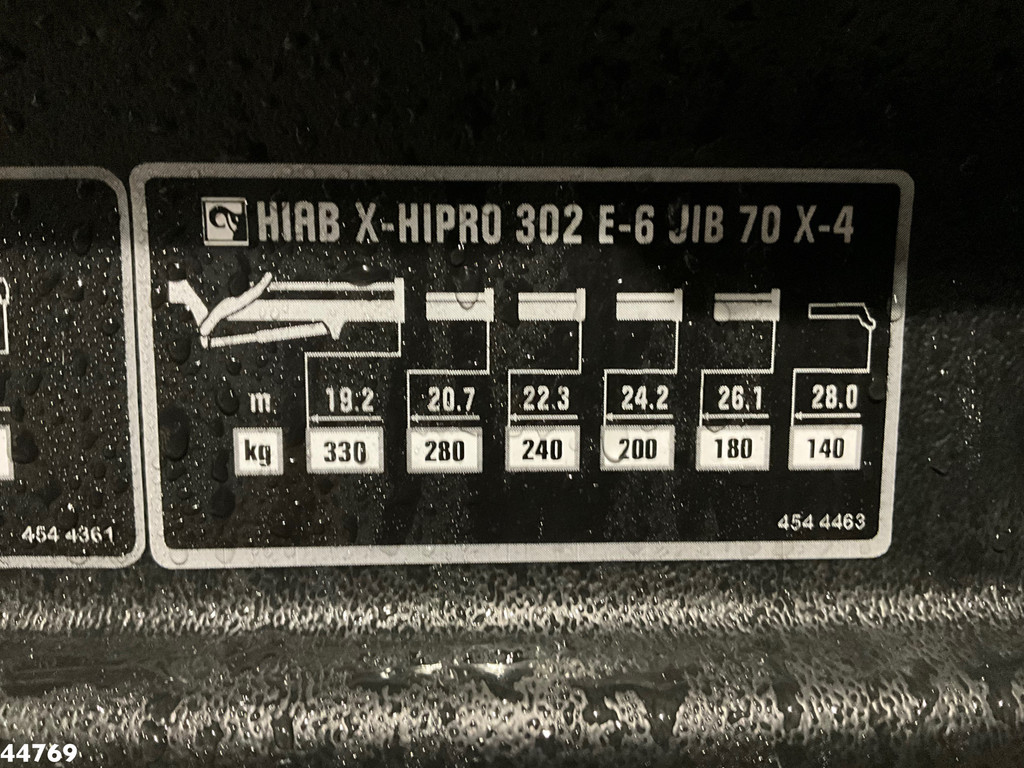 HIAB X-HIPRO 302 E-6 JIB 70 X-4
m 19.2 20.7 22.3 24.2 26.1 28.0
kg 330 280 240 200 180 140
454 4361
454 4463
44769